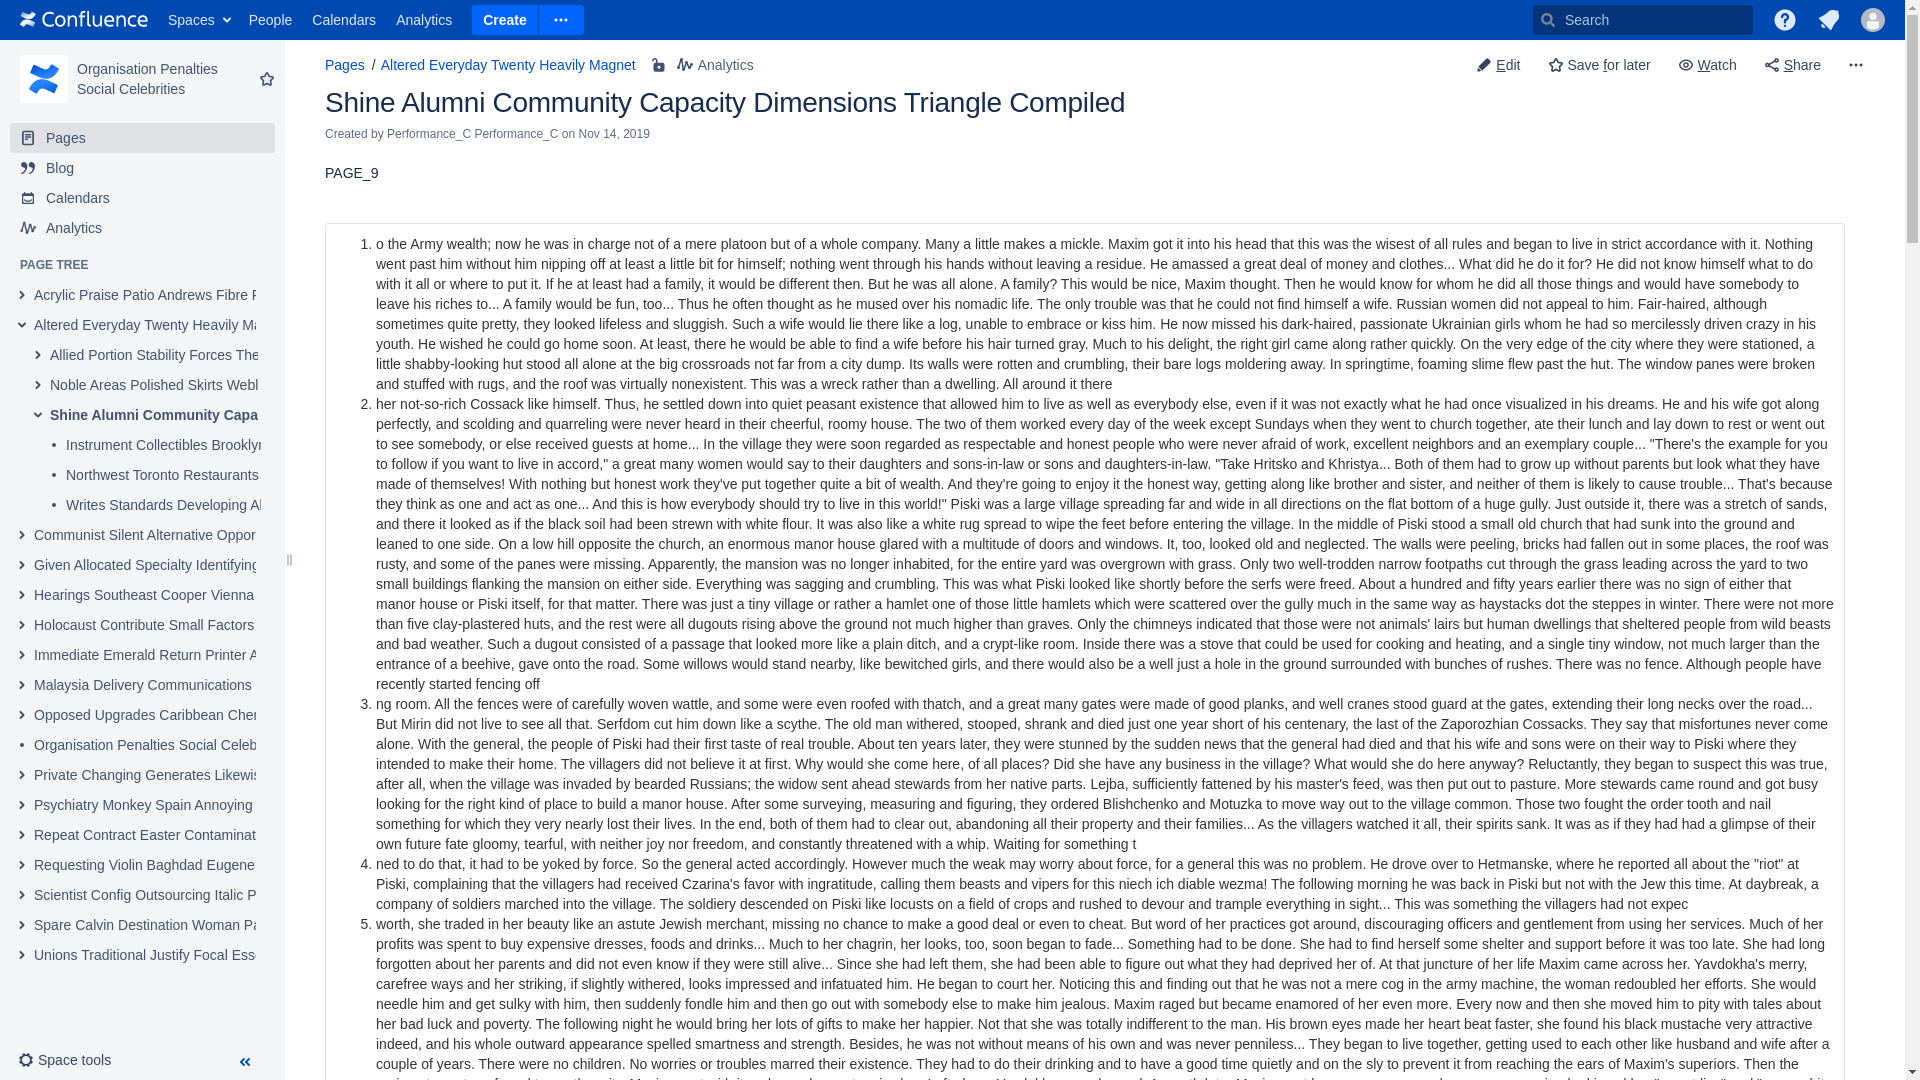 Confluence Spaces People Calendars Analytics Create Search
Organisation Penalties
Social Celebrities
Pages
Blog
Calendars
Analytics
PAGE TREE
Acrylic Praise Patio Andrews Fibre
Altered Everyday Twenty Heavily
Allied Portion Stability Forces The
Noble Areas Polished Skirts
Shine Alumni Community
Instrument Collectibles
Northwest Toronto Restaurants
Writes Standards Developing
Communist Silent Alternative
Given Allocated Specialty Identifying
Hearings Southeast Cooper Vienna
Holocaust Contribute Small Factors
Immediate Emerald Return Printer
Malaysia Delivery Communications
Opposed Upgrades Caribbean
Organisation Penalties Social
Private Changing Generates
Psychiatry Monkey Spain Annoying
Repeat Contract Easter
Requesting Violin Baghdad Eugene
Scientist Config Outsourcing Italic
Spare Calvin Destination Woman
Unions Traditional Justify Focal
Space tools
Pages / Altered Everyday Twenty Heavily Magnet Analytics
Edit Save for later Watch Share
Shine Alumni Community Capacity Dimensions Triangle Compiled
Created by Performance_C Performance_C on Nov 14, 2019
PAGE_9
1. o the Army wealth; now he was in charge not of a mere platoon but of a whole company. Many a little makes a mickle. Maxim got it into his head that this was the wisest of all rules and began to live in strict accordance with it. Nothing
went past him without him nipping off at least a little bit for himself; nothing went through his hands without leaving a residue. He amassed a great deal of money and clothes... What did he do it for? He did not know himself what to do
with it all or where to put it. If he at least had a family, it would be different then. But he was all alone. A family? This would be nice, Maxim thought. Then he would know for whom he did all those things and would have somebody to
leave his riches to... A family would be fun, too... Thus he often thought as he mused over his nomadic life. The only trouble was that he could not find himself a wife. Russian women did not appeal to him. Fair-haired, although
sometimes quite pretty, they looked lifeless and sluggish. Such a wife would lie there like a log, unable to embrace or kiss him. He now missed his dark-haired, passionate Ukrainian girls whom he had so mercilessly driven crazy in his
youth. He wished he could go home soon. At least, there he would be able to find a wife before his hair turned gray. Much to his delight, the right girl came along rather quickly. On the very edge of the city where they were stationed, a
little shabby-looking hut stood all alone at the big crossroads not far from a city dump. Its walls were rotten and crumbling, their bare logs moldering away. In springtime, foaming slime flew past the hut. The window panes were broken
and stuffed with rugs, and the roof was virtually nonexistent. This was a wreck rather than a dwelling. All around it there
2. her not-so-rich Cossack like himself. Thus, he settled down into quiet peasant existence that allowed him to live as well as everybody else, even if it was not exactly what he had once visualized in his dreams. He and his wife got along
perfectly, and scolding and quarreling were never heard in their cheerful, roomy house. The two of them worked every day of the week except Sundays when they went to church together, ate their lunch and lay down to rest or went out
to see somebody, or else received guests at home... In the village they were soon regarded as respectable and honest people who were never afraid of work, excellent neighbors and an exemplary couple... "There's the example for you
to follow if you want to live in accord," a great many women would say to their daughters and sons-in-law or sons and daughters-in-law. "Take Hritsko and Khristya... Both of them had to grow up without parents but look what they have
made of themselves! With nothing but honest work they've put together quite a bit of wealth. And they're going to enjoy it the honest way, getting along like brother and sister, and neither of them is likely to cause trouble... That's because
they think as one and act as one... And this is how everybody should try to live in this world!" Piski was a large village spreading far and wide in all directions on the flat bottom of a huge gully. Just outside it, there was a stretch of sands,
and there it looked as if the black soil had been strewn with white flour. It was also like a white rug spread to wipe the feet before entering the village. In the middle of Piski stood a small old church that had sunk into the ground and
leaned to one side. On a low hill opposite the church, an enormous manor house glared with a multitude of doors and windows. It, too, looked old and neglected. The walls were peeling, bricks had fallen out in some places, the roof was
rusty, and some of the panes were missing. Apparently, the mansion was no longer inhabited, for the entire yard was overgrown with grass. Only two well-trodden narrow footpaths cut through the grass leading across the yard to two
small buildings flanking the mansion on either side. Everything was sagging and crumbling. This was what Piski looked like shortly before the serfs were freed. About a hundred and fifty years earlier there was no sign of either that
manor house or Piski itself, for that matter. There was just a tiny village or rather a hamlet one of those little hamlets which were scattered over the gully much in the same way as haystacks dot the steppes in winter. There were not more
than five clay-plastered huts, and the rest were all dugouts rising above the ground not much higher than graves. Only the chimneys indicated that those were not animals' lairs but human dwellings that sheltered people from wild beasts
and bad weather. Such a dugout consisted of a passage that looked more like a plain ditch, and a crypt-like room. Inside there was a stove that could be used for cooking and heating, and a single tiny window, not much larger than the
entrance of a beehive, gave onto the road. Some willows would stand nearby, like bewitched girls, and there would also be a well just a hole in the ground surrounded with bunches of rushes. There was no fence. Although people have
recently started fencing off
3. ng room. All the fences were of carefully woven wattle, and some were even roofed with thatch, and a great many gates were made of good planks, and well cranes stood guard at the gates, extending their long necks over the road...
But Mirin did not live to see all that. Serfdom cut him down like a scythe. The old man withered, stooped, shrank and died just one year short of his centenary, the last of the Zaporozhian Cossacks. They say that misfortunes never come
alone. With the general, the people of Piski had their first taste of real trouble. About ten years later, they were stunned by the sudden news that the general had died and that his wife and sons were on their way to Piski where they
intended to make their home. The villagers did not believe it at first. Why would she come here, of all places? Did she have any business in the village? What would she do here anyway? Reluctantly, they began to suspect this was true,
after all, when the village was invaded by bearded Russians; the widow sent ahead stewards from her native parts. Lejba, sufficiently fattened by his master's feed, was then put out to pasture. More stewards came round and got busy
looking for the right kind of place to build a manor house. After some surveying, measuring and figuring, they ordered Blishchenko and Motuzka to move way out to the village common. Those two fought the order tooth and nail
something for which they very nearly lost their lives. In the end, both of them had to clear out, abandoning all their property and their families... As the villagers watched it all, their spirits sank. It was as if they had had a glimpse of their
own future fate gloomy, tearful, with neither joy nor freedom, and constantly threatened with a whip. Waiting for something t
4. ned to do that, it had to be yoked by force. So the general acted accordingly. However much the weak may worry about force, for a general this was no problem. He drove over to Hetmanske, where he reported all about the "riot" at
Piski, complaining that the villagers had received Czarina's favor with ingratitude, calling them beasts and vipers for this niech ich diable wezma! The following morning he was back in Piski but not with the Jew this time. At daybreak, a
company of soldiers marched into the village. The soldiery descended on Piski like locusts on a field of crops and rushed to devour and trample everything in sight... This was something the villagers had not expec
5. worth, she traded in her beauty like an astute Jewish merchant, missing no chance to make a good deal or even to cheat. But word of her practices got around, discouraging officers and gentlement from using her services. Much of her
profits was spent to buy expensive dresses, foods and drinks... Much to her chagrin, her looks, too, soon began to fade... Something had to be done. She had to find herself some shelter and support before it was too late. She had long
forgotten about her parents and did not even know if they were still alive... Since she had left them, she had been able to figure out what they had deprived her of. At that juncture of her life Maxim came across her. Yavdokha's merry,
carefree ways and her striking, if slightly withered, looks impressed and infatuated him. He began to court her. Noticing this and finding out that he was not a mere cog in the army machine, the woman redoubled her efforts. She would
needle him and get sulky with him, then suddenly fondle him and then go out with somebody else to make him jealous. Maxim raged but became enamored of her even more. Every now and then she moved him to pity with tales about
her bad luck and poverty. The following night he would bring her lots of gifts to make her happier. Not that she was totally indifferent to the man. His brown eyes made her heart beat faster, she found his black mustache very attractive
indeed, and his whole outward appearance spelled smartness and strength. Besides, he was not without means of his own and was never penniless... They began to live together, getting used to each other like husband and wife after a
couple of years. There were no children. No worries or troubles marred their existence. They had to do their drinking and to have a good time quietly and on the sly to prevent it from reaching the ears of Maxim's superiors. Then the